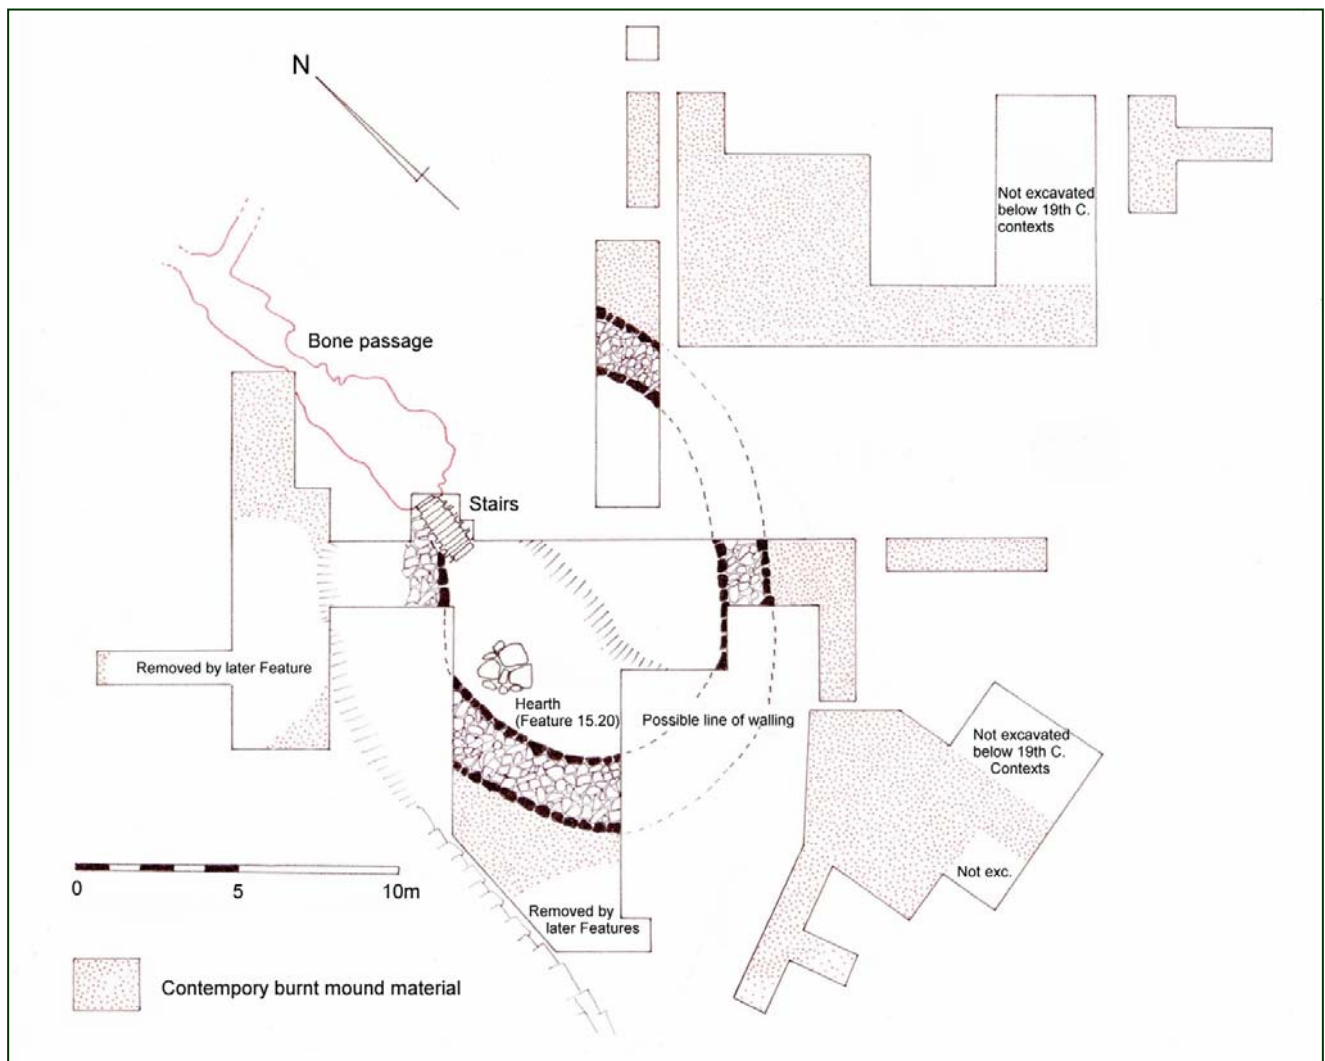 N
Not excavated
below 19th C.
contexts
Bone passage
Stairs
Removed by later Feature
Hearth
(Feature 15.20)
Possible line of walling
Not excavated
below 19th C.
Contexts
Not exc.
0
5
10m
Removed by
later Features
Contempory burnt mound material